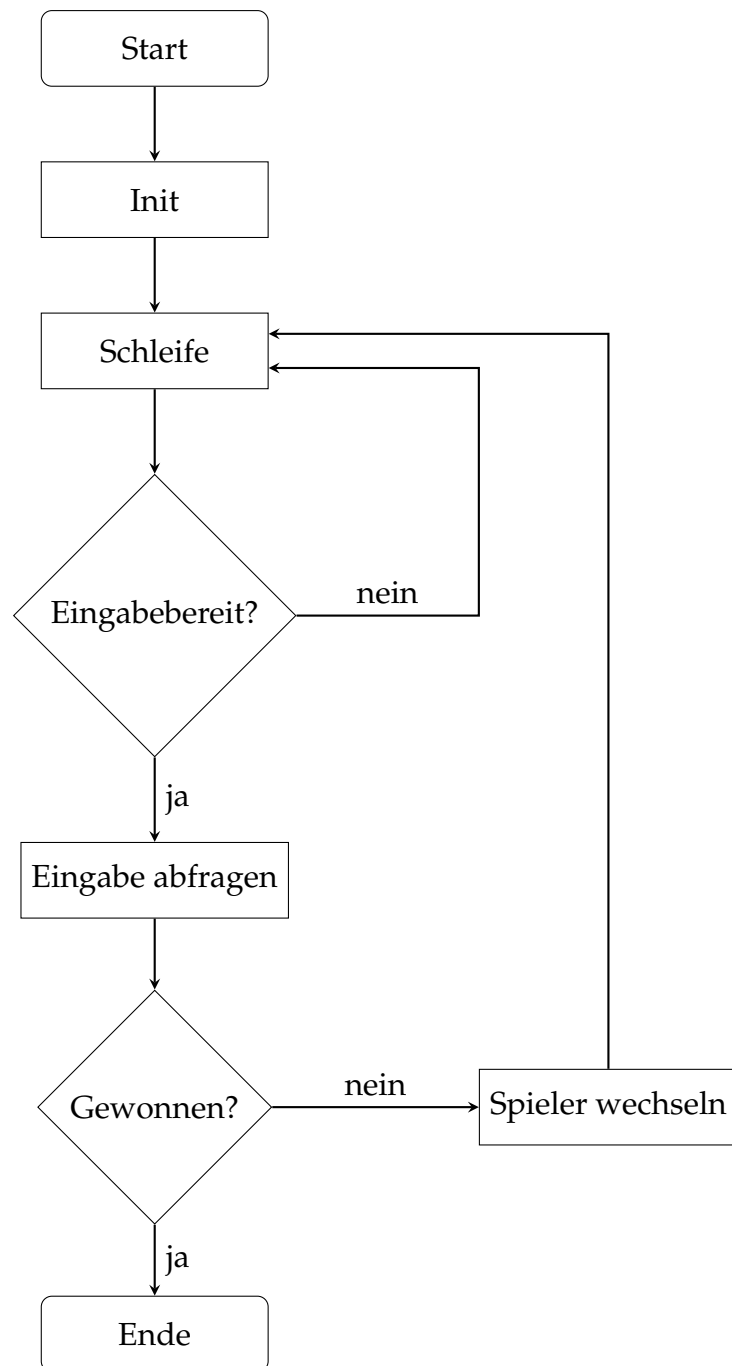 Start
Init
Schleife
Eingabebereit?
nein
ja
Eingabe abfragen
Gewonnen?
nein
Spieler wechseln
ja
Ende